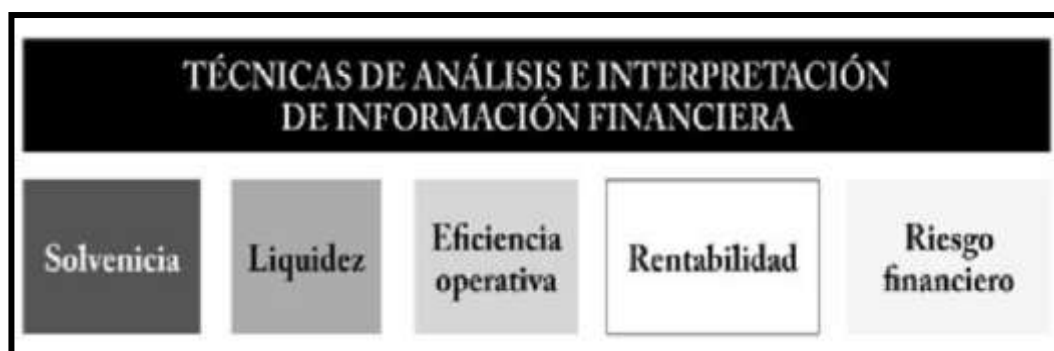 TÉCNICAS DE ANÁLISIS E INTERPRETACIÓN
DE INFORMACIÓN FINANCIERA
Solvenicia
Liquidez
Eficiencia
operativa
Rentabilidad
Riesgo
financiero